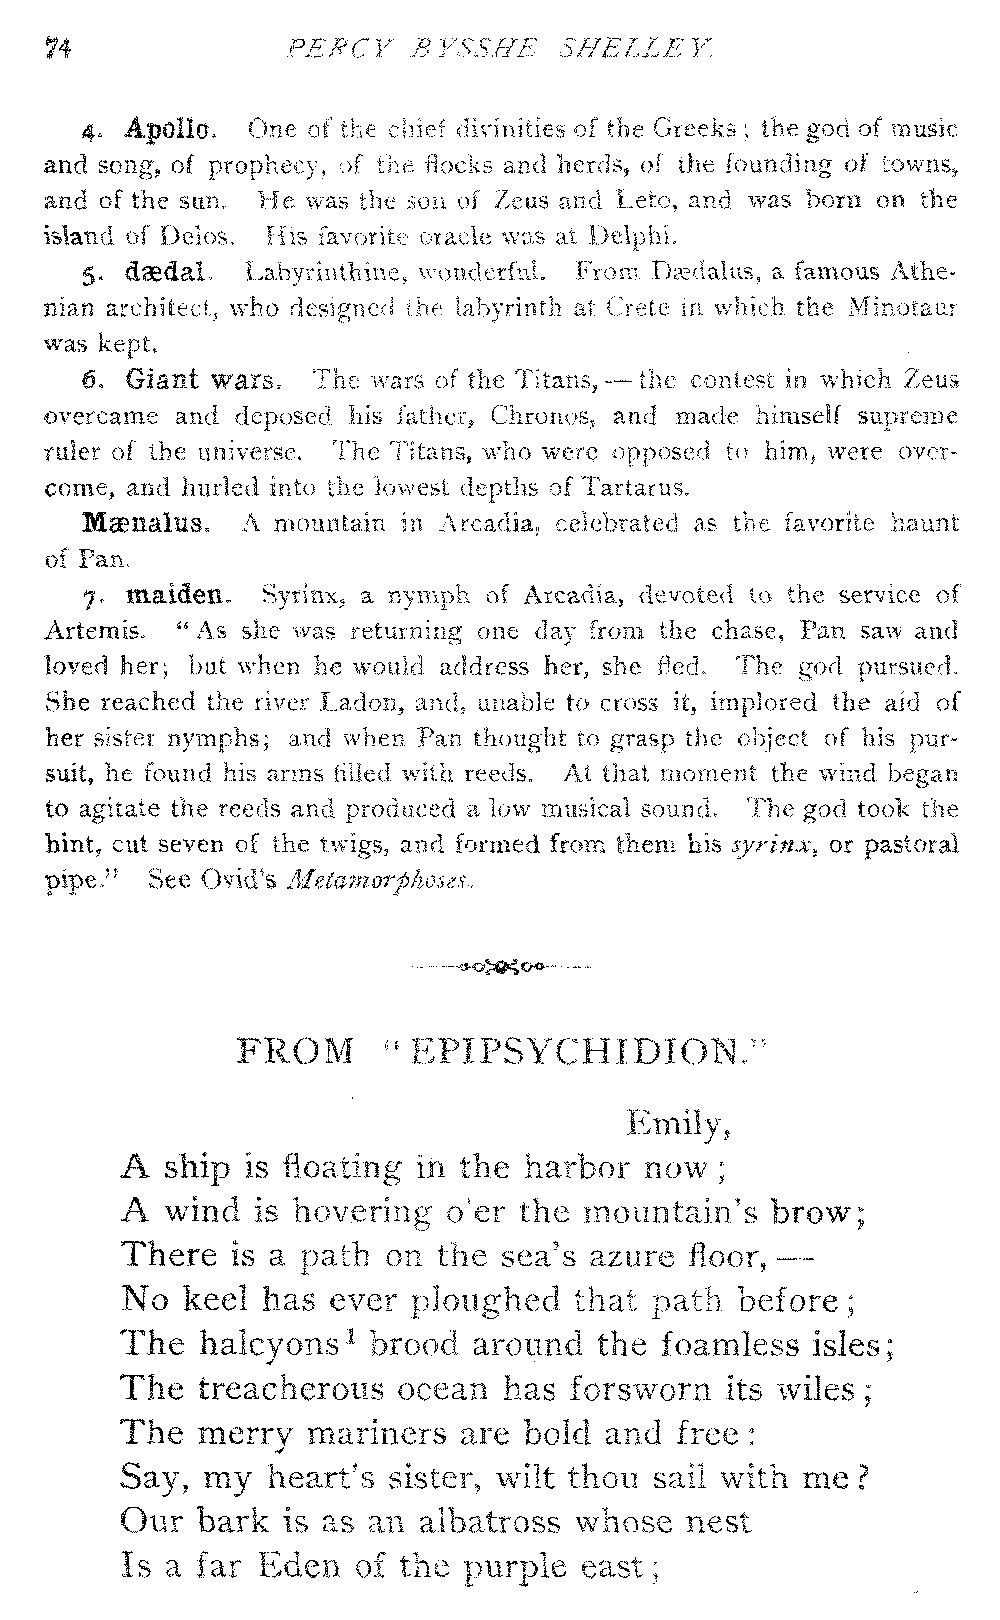 74 PERCY BYSSHE SHELLEY.
4. Apollo. One of the chief divinities of the Greeks; the god of music
and song, of prophecy, of the flocks and herds, of the founding of towns,
and of the sun. He was the son of Zeus and Leto, and was born on the
island of Delos. His favorite oracle was at Delphi.
5. dædal. Labyrinthine, wonderful. From Dædalus, a famous Athe-
nian architect, who designed the labyrinth at Crete in which the Minotaur
was kept.
6. Giant wars. The wars of the Titans,—the contest in which Zeus
overcame and deposed his father, Chronos, and made himself supreme
ruler of the universe. The Titans, who were opposed to him, were over-
come, and hurled into the lowest depths of Tartarus.
Mænalus. A mountain in Arcadia, celebrated as the favorite haunt
of Pan.
7. maiden. Syrinx, a nymph of Arcadia, devoted to the service of
Artemis. "As she was returning one day from the chase, Pan saw and
loved her; but when he would address her, she fled. The god pursued.
She reached the river Ladon, and, unable to cross it, implored the aid of
her sister nymphs; and when Pan thought to grasp the object of his pur-
suit, he found his arms filled with reeds. At that moment the wind began
to agitate the reeds and produced a low musical sound. The god took the
hint, cut seven of the twigs, and formed from them his syrinx, or pastoral
pipe." See Ovid's Metamorphoses.
FROM "EPIPSYCHIDION."
Emily,
A ship is floating in the harbor now;
A wind is hovering o'er the mountain's brow;
There is a path on the sea's azure floor,—
No keel has ever ploughed that path before;
The halcyons¹ brood around the foamless isles;
The treacherous ocean has forsworn its wiles;
The merry mariners are bold and free:
Say, my heart's sister, wilt thou sail with me?
Our bark is as an albatross whose nest
Is a far Eden of the purple east;